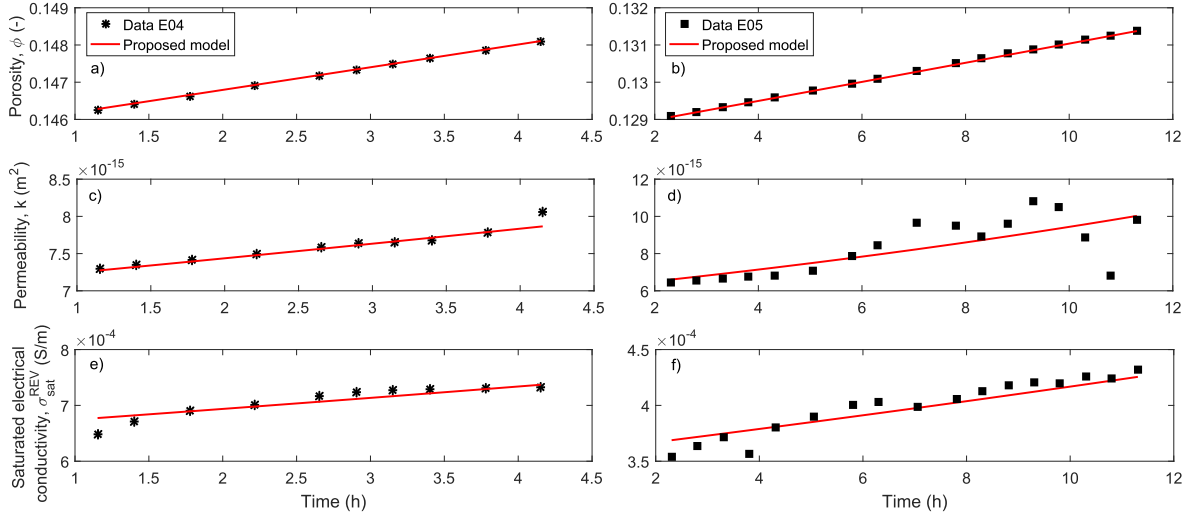 0.149
0.148
0.147
0.146
Porosity, ϕ (-)
Data E04
Proposed model
a)
1 1.5 2 2.5 3 3.5 4 4.5
0.132
0.131
0.13
0.129
Data E05
Proposed model
b)
2 4 6 8 10 12
×10⁻¹⁵
8.5
8
7.5
7
Permeability, k (m²)
c)
1 1.5 2 2.5 3 3.5 4 4.5
×10⁻¹⁵
12
10
8
6
d)
2 4 6 8 10 12
×10⁻⁴
8
7
6
Saturated electrical
conductivity, σ_sat^REV (S/m)
e)
1 1.5 2 2.5 3 3.5 4 4.5
Time (h)
×10⁻⁴
4.5
4
3.5
f)
2 4 6 8 10 12
Time (h)